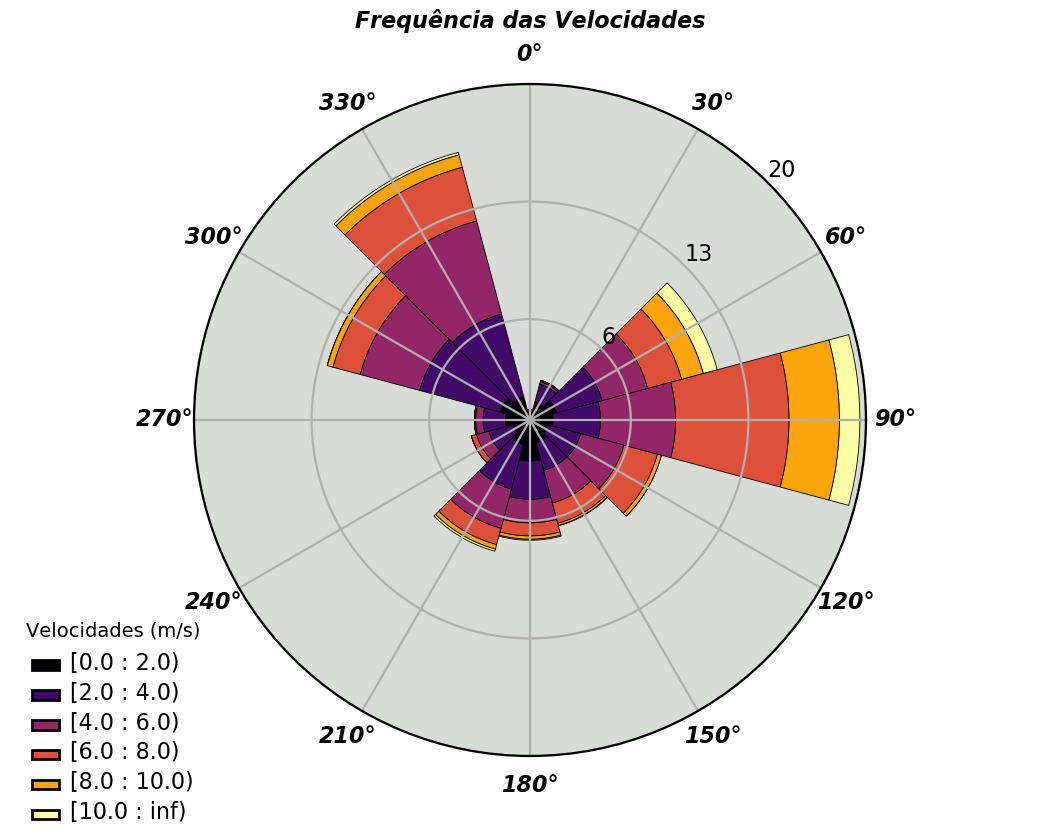 Frequência das Velocidades
0°
330°
30°
20
300°
60°
13
6
270°
90°
240°
120°
210°
150°
180°
Velocidades (m/s)
[0.0 : 2.0)
[2.0 : 4.0)
[4.0 : 6.0)
[6.0 : 8.0)
[8.0 : 10.0)
[10.0 : inf)